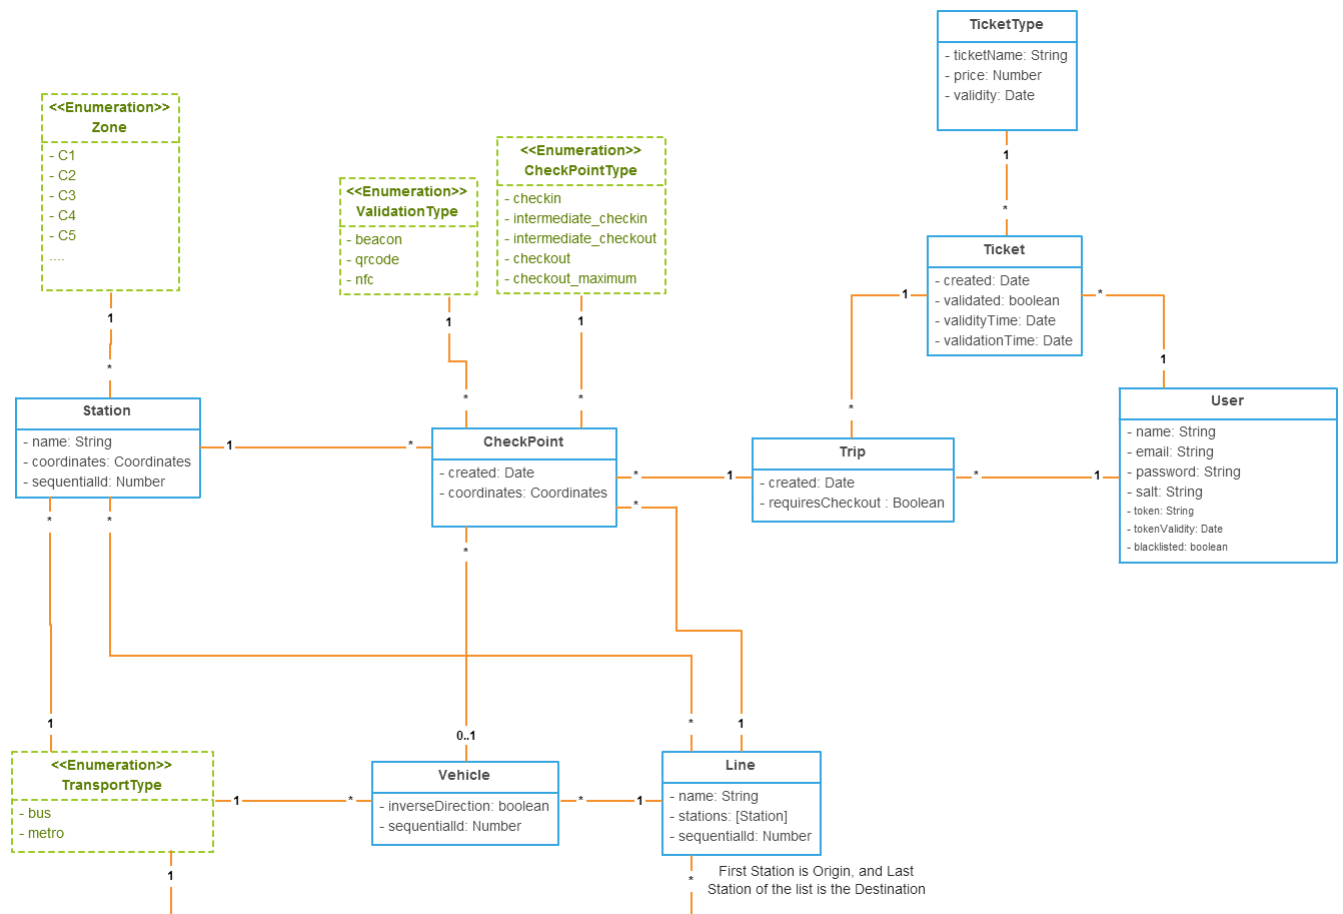 TicketType
- ticketName: String
- price: Number
- validity: Date
<<Enumeration>>
Zone
- C1
- C2
- C3
- C4
- C5
....
<<Enumeration>>
CheckPointType
- checkin
- intermediate_checkin
- intermediate_checkout
- checkout
- checkout_maximum
<<Enumeration>>
ValidationType
- beacon
- qrcode
- nfc
1
*
Ticket
- created: Date
- validated: boolean
- validityTime: Date
- validationTime: Date
1
*
1
*
1
*
1
*
1
*
*
1
Station
- name: String
- coordinates: Coordinates
- sequentialId: Number
1
*
CheckPoint
- created: Date
- coordinates: Coordinates
*
1
Trip
- created: Date
- requiresCheckout : Boolean
*
1
User
- name: String
- email: String
- password: String
- salt: String
- token: String
- tokenValidity: Date
- blacklisted: boolean
*
*
*
*
1
0..1
*
1
<<Enumeration>>
TransportType
- bus
- metro
1
*
Vehicle
- inverseDirection: boolean
- sequentialId: Number
*
1
Line
- name: String
- stations: [Station]
- sequentialId: Number
1
*
First Station is Origin, and Last
Station of the list is the Destination